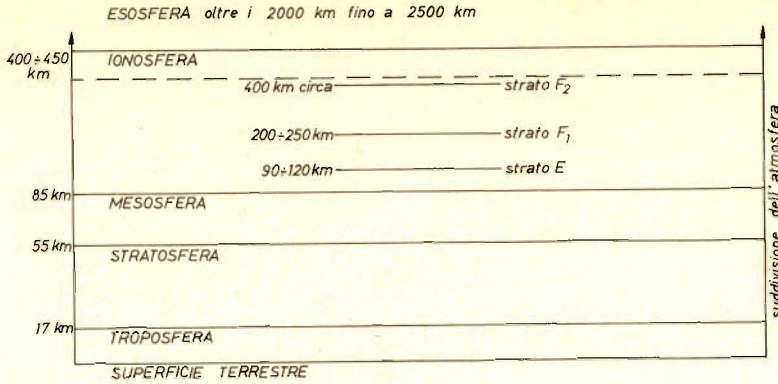 ESOSFERA oltre i 2000 km fino a 2500 km
400÷450 km
IONOSFERA
400 km circa strato F2
200÷250 km strato F1
90÷120 km strato E
85 km
MESOSFERA
55 km
STRATOSFERA
17 km
TROPOSFERA
SUPERFICIE TERRESTRE
suddivisione dell'atmosfera